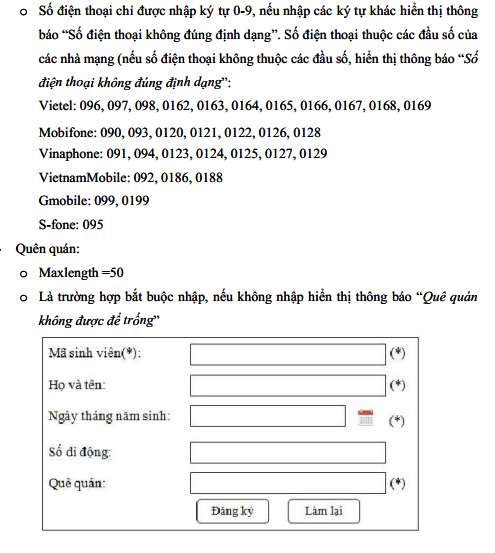 o Số điện thoại chỉ được nhập ký tự 0-9, nếu nhập các ký tự khác hiển thị thông
báo “Số điện thoại không đúng định dạng”. Số điện thoại thuộc các đầu số của
các nhà mạng (nếu số điện thoại không thuộc các đầu số, hiển thị thông báo “Số
điện thoại không đúng định dạng”:
Vietel: 096, 097, 098, 0162, 0163, 0164, 0165, 0166, 0167, 0168, 0169
Mobifone: 090, 093, 0120, 0121, 0122, 0126, 0128
Vinaphone: 091, 094, 0123, 0124, 0125, 0127, 0129
VietnamMobile: 092, 0186, 0188
Gmobile: 099, 0199
S-fone: 095
- Quên quán:
o Maxlength =50
o Là trường hợp bắt buộc nhập, nếu không nhập hiển thị thông báo “Quê quán
không được để trống”
Mã sinh viên(*): (*)
Họ và tên: (*)
Ngày tháng năm sinh: (*)
Số di động:
Quê quán: (*)
Đăng ký Làm lại